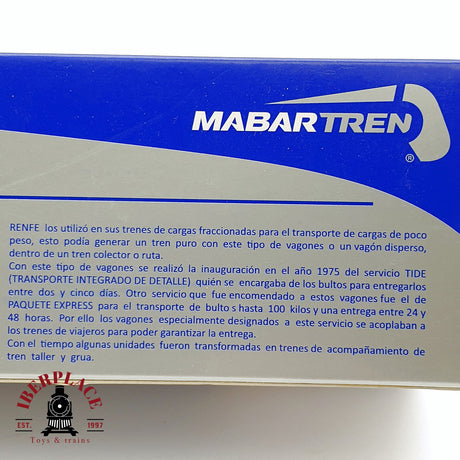 MABARTREN
®
RENFE los utilizó en sus trenes de cargas fraccionadas para el transporte de cargas de poco
peso, esto podía generar un tren puro con este tipo de vagones o un vagón disperso,
dentro de un tren colector o ruta.
Con este tipo de vagones se realizó la inauguración en el año 1975 del servicio TIDE
(TRANSPORTE INTEGRADO DE DETALLE) quién se encargaba de los bultos para entregarlos
entre dos y cinco días. Otro servicio que fue encomendado a estos vagones fue el de
PAQUETE EXPRESS para el transporte de bulto s hasta 100 kilos y una entrega entre 24 y
48 horas. Por ello los vagones especialmente designados a este servicio se acoplaban a
los trenes de viajeros para poder garantizar la entrega.
Con el tiempo algunas unidades fueron transformadas en trenes de acompañamiento de
tren taller y grua.
IBERPLACE
EST. 1997
Toys & trains